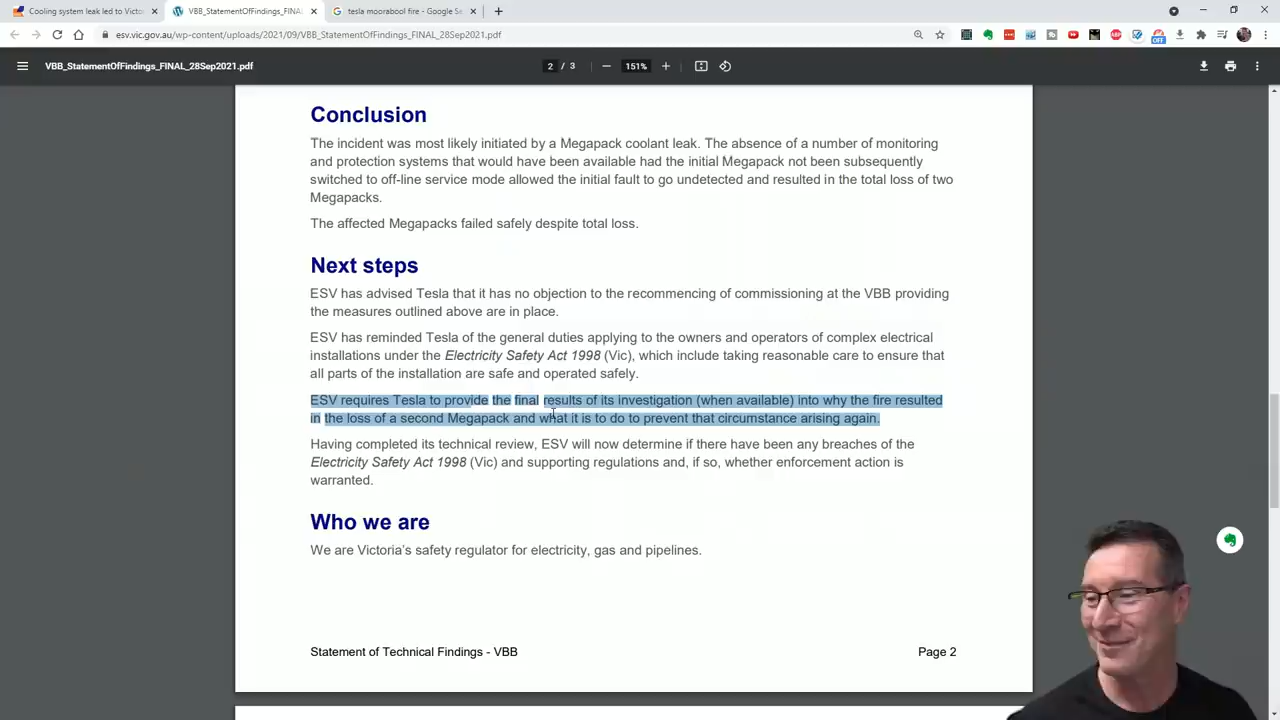 Cooling system leak led to Victo
VBB_StatementOfFindings_FINAL
tesla moorabool fire - Google Se
esv.vic.gov.au/wp-content/uploads/2021/09/VBB_StatementOfFindings_FINAL_28Sep2021.pdf
VBB_StatementOfFindings_FINAL_28Sep2021.pdf
2 / 3
151%
Conclusion
The incident was most likely initiated by a Megapack coolant leak. The absence of a number of monitoring
and protection systems that would have been available had the initial Megapack not been subsequently
switched to off-line service mode allowed the initial fault to go undetected and resulted in the total loss of two
Megapacks.
The affected Megapacks failed safely despite total loss.
Next steps
ESV has advised Tesla that it has no objection to the recommencing of commissioning at the VBB providing
the measures outlined above are in place.
ESV has reminded Tesla of the general duties applying to the owners and operators of complex electrical
installations under the Electricity Safety Act 1998 (Vic), which include taking reasonable care to ensure that
all parts of the installation are safe and operated safely.
ESV requires Tesla to provide the final results of its investigation (when available) into why the fire resulted
in the loss of a second Megapack and what it is to do to prevent that circumstance arising again.
Having completed its technical review, ESV will now determine if there have been any breaches of the
Electricity Safety Act 1998 (Vic) and supporting regulations and, if so, whether enforcement action is
warranted.
Who we are
We are Victoria's safety regulator for electricity, gas and pipelines.
Statement of Technical Findings - VBB
Page 2